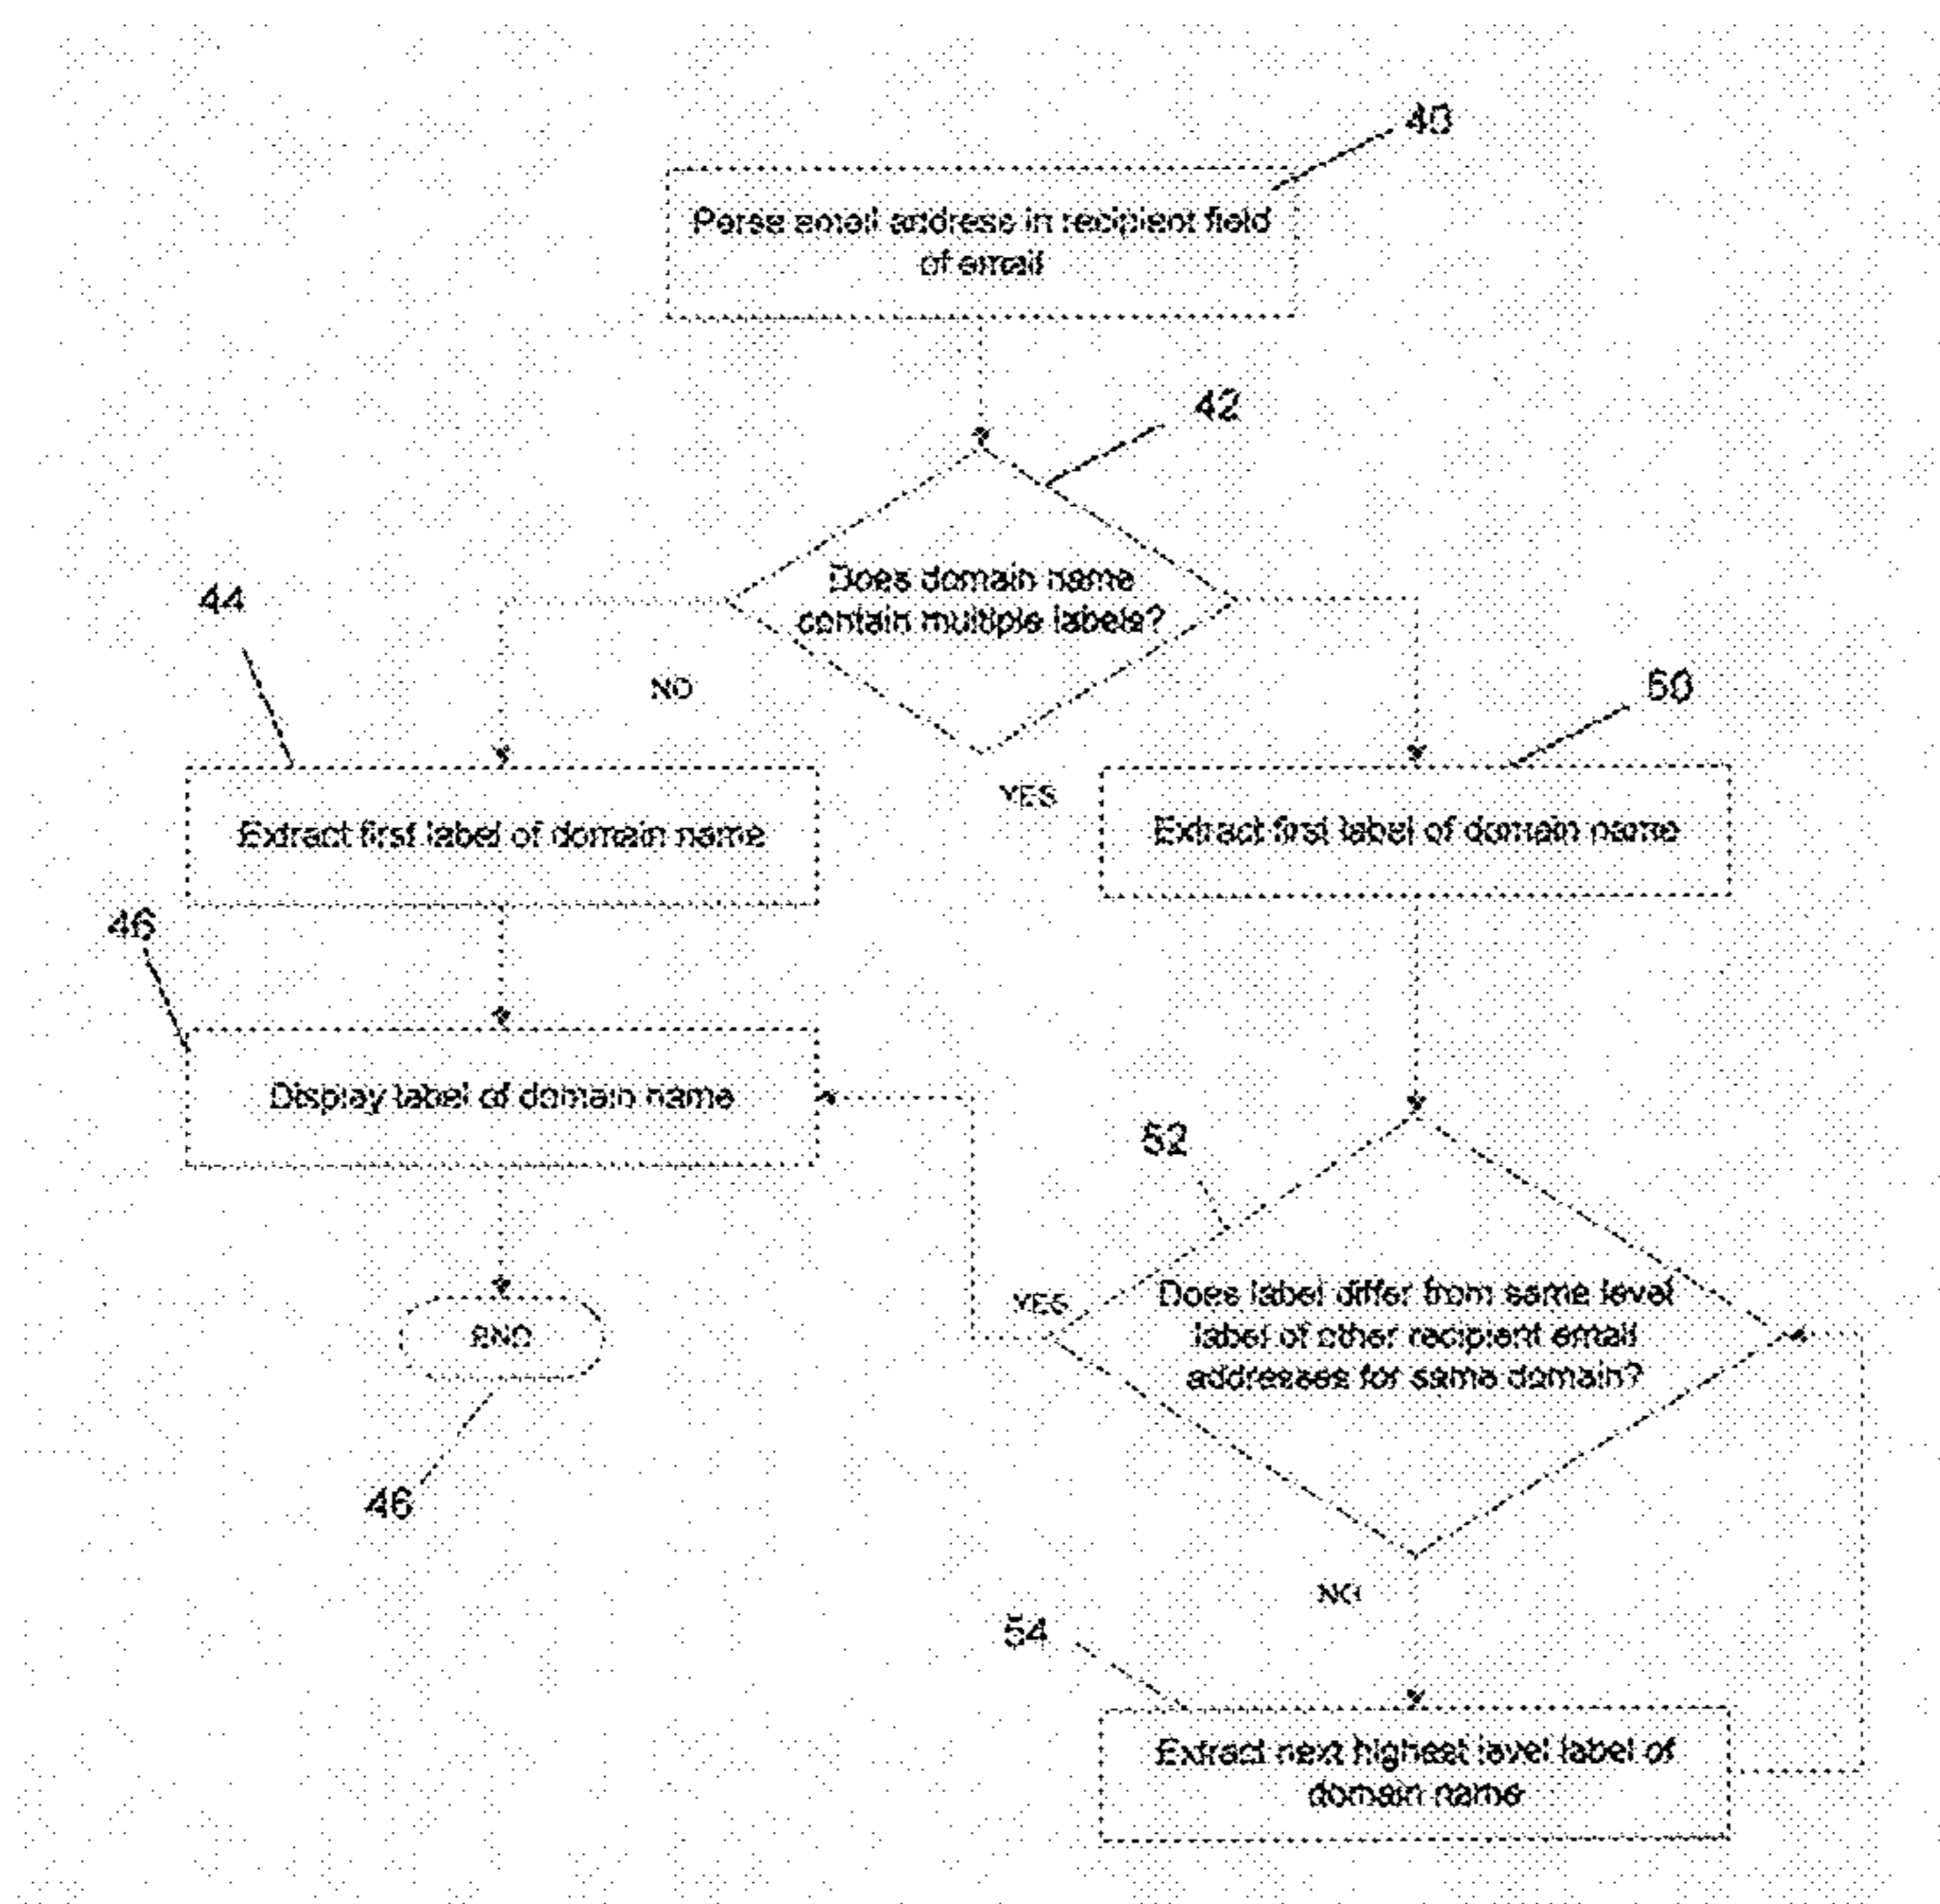 40
Parse email address in recipient field
of email
42
Does domain name
contain multiple labels?
44
NO
50
YES
Extract first label of domain name
Extract first label of domain name
46
Display label of domain name
52
YES
Does label differ from same level
label of other recipient email
addresses for same domain?
END
46
NO
54
Extract next highest level label of
domain name